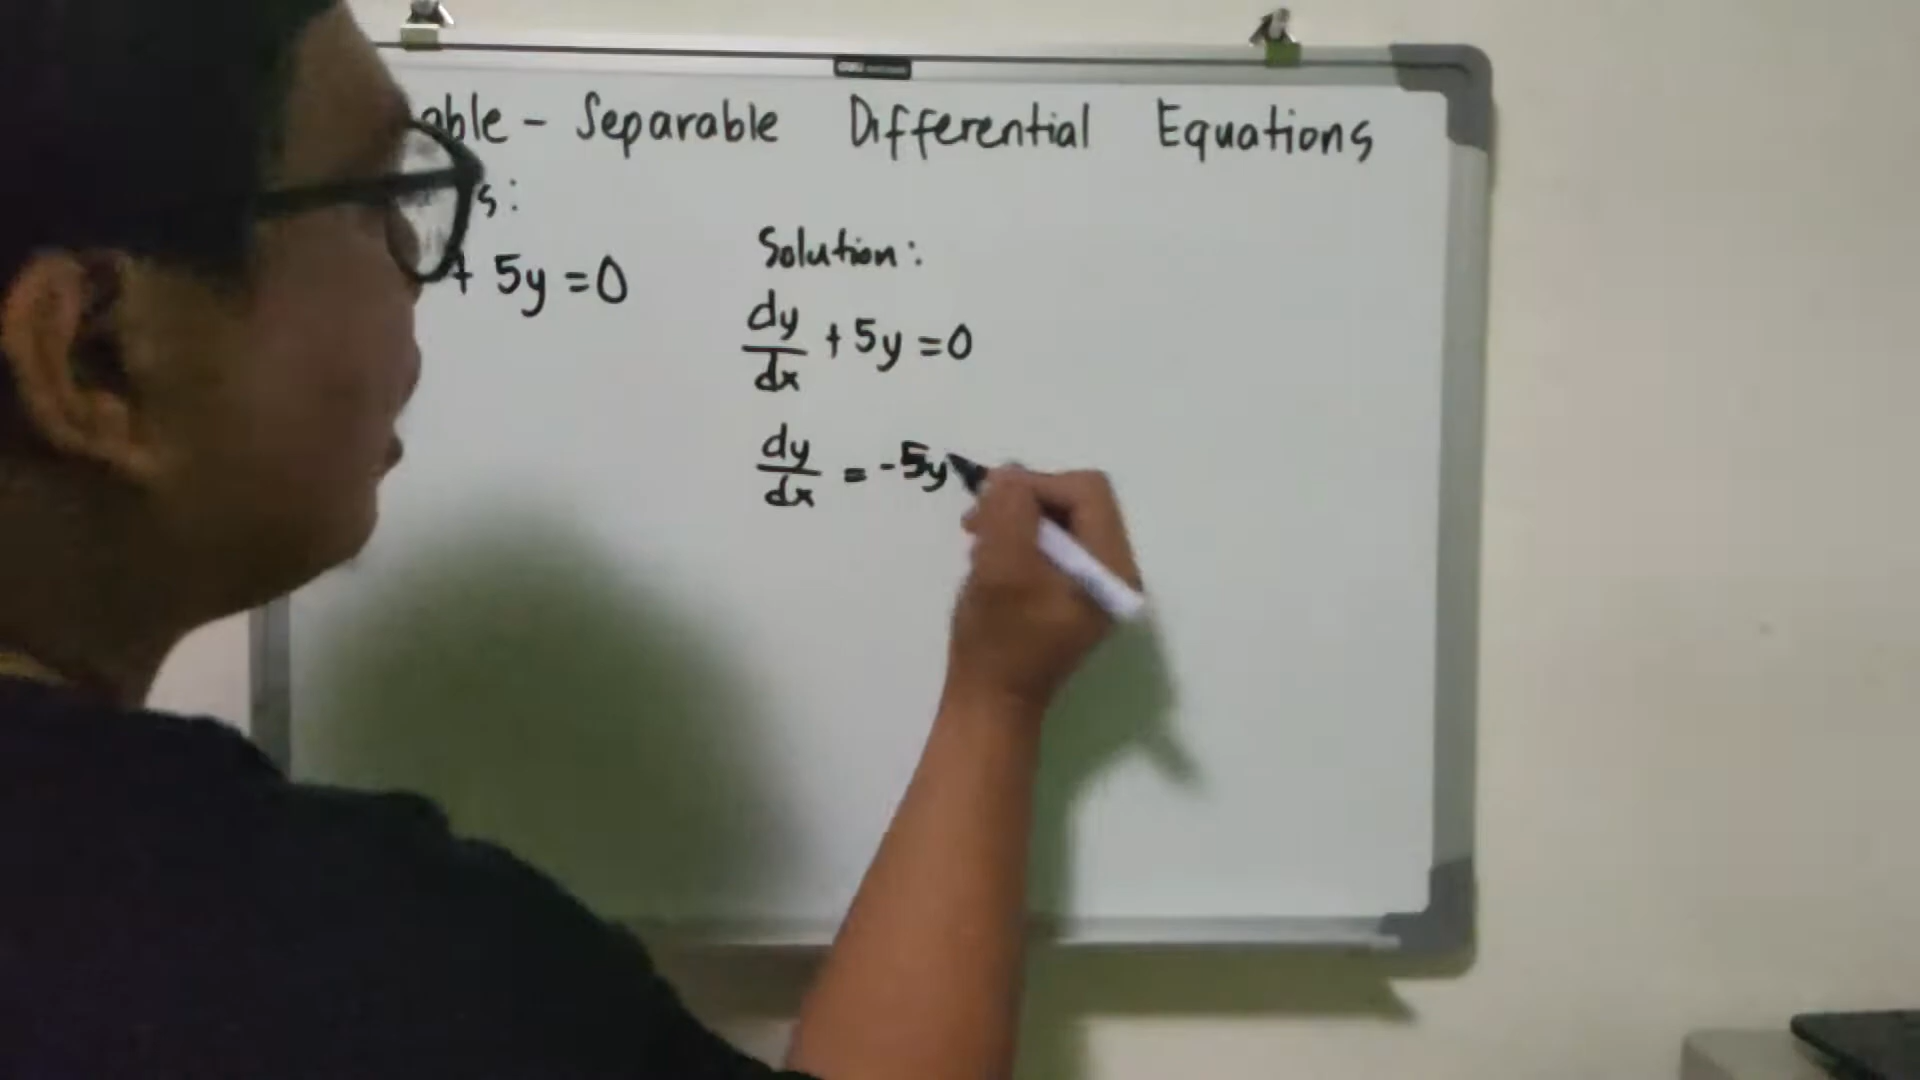 able - Separable Differential Equations
s:
+ 5y = 0
Solution:
dy/dx + 5y = 0
dy/dx = -5y